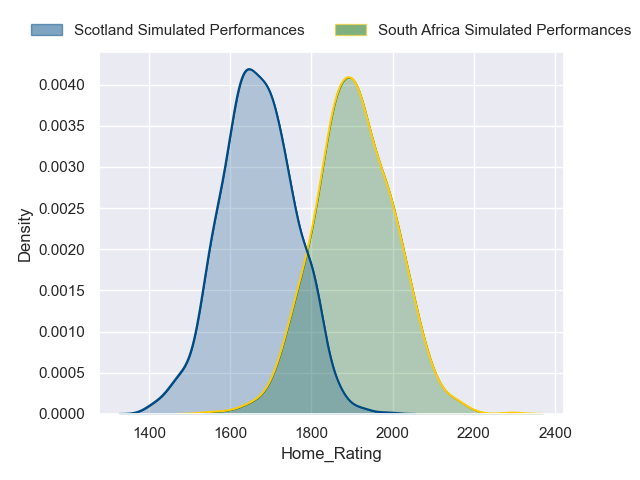 Scotland Simulated Performances South Africa Simulated Performances
0.0040
0.0035
0.0030
0.0025
0.0020
0.0015
0.0010
0.0005
0.0000
Density
1400 1600 1800 2000 2200 2400
Home_Rating